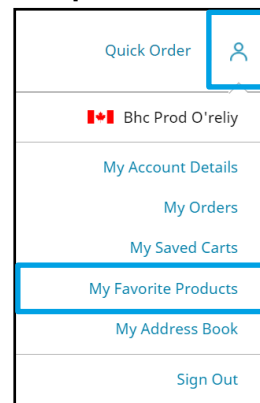 Quick Order
Bhc Prod O'reliy
My Account Details
My Orders
My Saved Carts
My Favorite Products
My Address Book
Sign Out